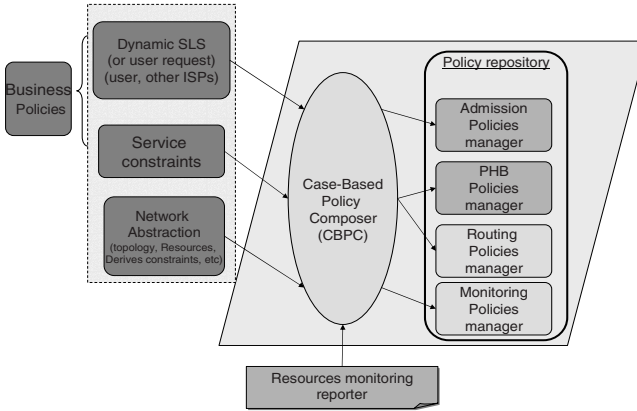 Business
Policies
Dynamic SLS
(or user request)
(user, other ISPs)
Service
constraints
Network
Abstraction
(topology, Resources,
Derives constraints, etc)
Case-Based
Policy
Composer
(CBPC)
Policy repository
Admission
Policies
manager
PHB
Policies
manager
Routing
Policies
manager
Monitoring
Policies
manager
Resources monitoring
reporter